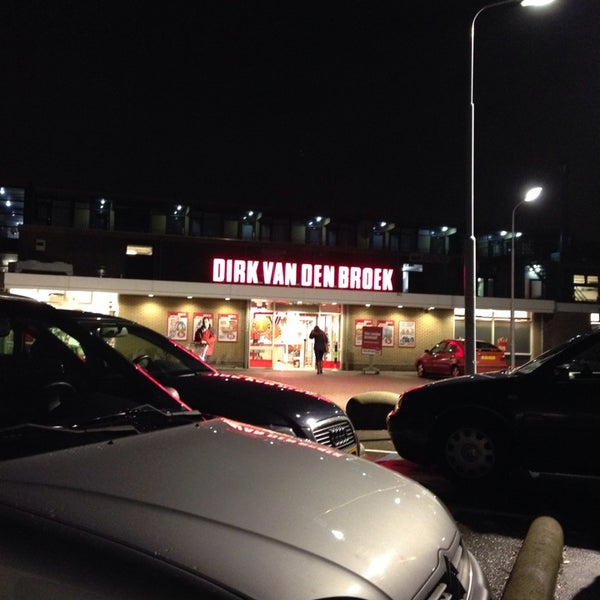 DIRK VAN DEN BROEK